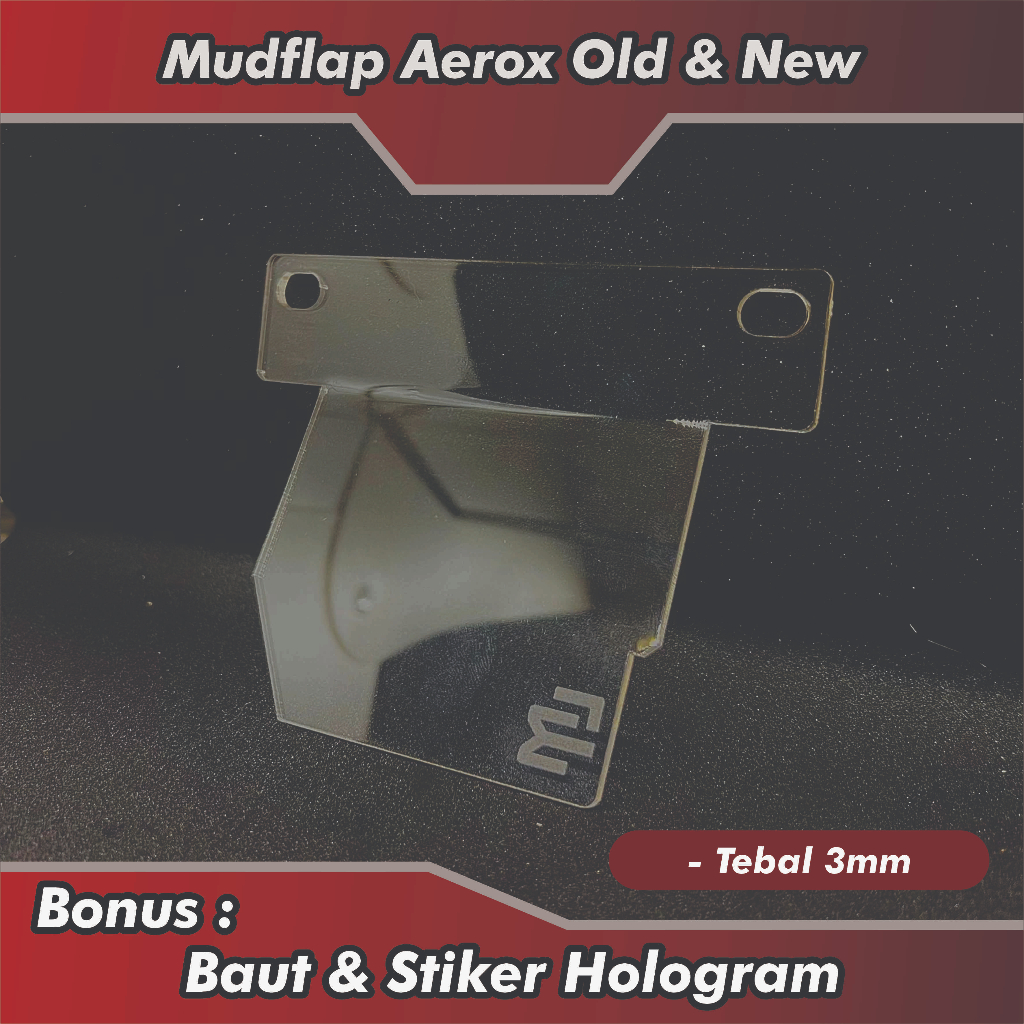 Mudflap Aerox Old & New
- Tebal 3mm
Bonus :
Baut & Stiker Hologram